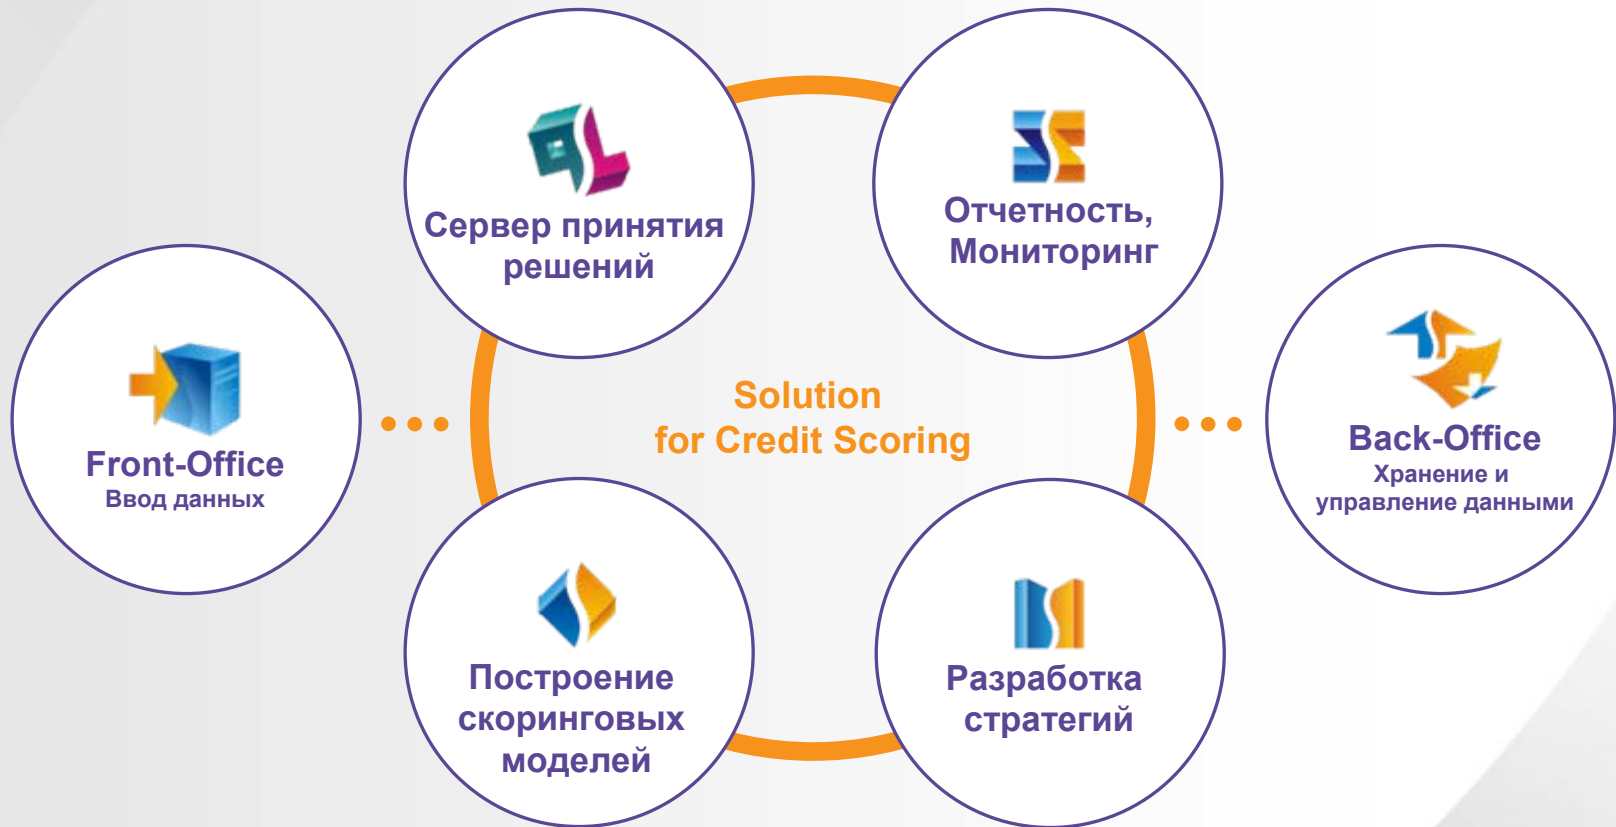 Сервер принятия
решений
Отчетность,
Мониторинг
Front-Office
Ввод данных
Solution
for Credit Scoring
Back-Office
Хранение и
управление данными
Построение
скоринговых
моделей
Разработка
стратегий